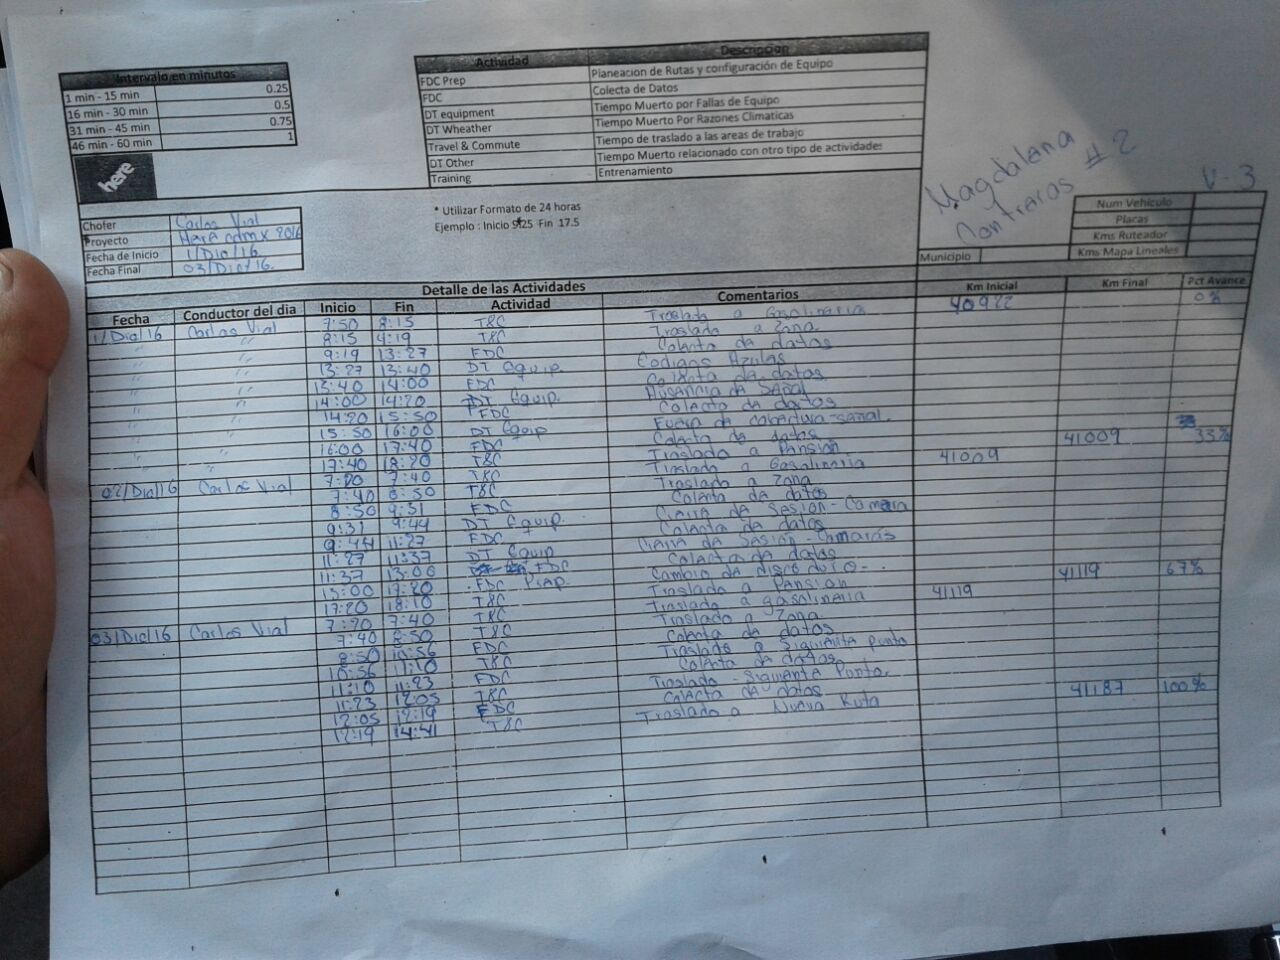 Intervalo en minutos
1 min - 15 min 0.25
16 min - 30 min 0.5
31 min - 45 min 0.75
46 min - 60 min 1
here
Actividad Descripcion
FDC Prep Planeacion de Rutas y configuración de Equipo
FDC Colecta de Datos
DT equipment Tiempo Muerto por Fallas de Equipo
DT Wheather Tiempo Muerto Por Razones Climaticas
Travel & Commute Tiempo de traslado a las areas de trabajo
DT Other Tiempo Muerto relacionado con otro tipo de actividades
Training Entrenamiento
* Utilizar Formato de 24 horas
Ejemplo : Inicio 9.25 Fin 17.5
Magdalena
Contreras #2
V-3
Num Vehículo
Placas
Kms Ruteador
Kms Mapa Lineales
Municipio
Chofer Carlos Vial
Proyecto Here cdmx 2016
Fecha de Inicio 1/Dic/16.
Fecha Final 03/Dic/16.
Detalle de las Actividades
Fecha Conductor del dia Inicio Fin Actividad Comentarios Km Inicial Km Final Pct Avance
1/Dic/16 Carlos Vial 7:50 8:15 T&C Traslado a Gasolineria 40922 0%
" " 8:15 9:19 T&C Traslado a Zona
" " 9:19 13:27 FDC Colecta de datos
" " 13:27 13:40 DT Equip. Codigos Azules
" " 13:40 14:00 FDC Colecta de datos
" " 14:00 14:20 DT Equip. Ausencia de Señal
" " 14:20 15:50 FDC Colecta de datos
" " 15:50 16:00 DT Equip Fuera de cobertura-señal.
" " 16:00 17:40 FDC Colecta de datos 41009 33%
" " 17:40 18:20 T&C Traslado a Pension
02/Dic/16 Carlos Vial 7:20 7:40 T&C Traslado a Gasolineria 41009
7:40 8:50 T&C Traslado a Zona
8:50 9:31 FDC Colecta de datos
9:31 9:44 DT Equip. Cierre de Sesion-Camara
9:44 11:27 FDC Colecta de datos
11:27 11:37 DT Equip Cierre de Sesion-Camaras
11:37 13:00 FDC Colecta de datos
13:00 17:20 FDC Prep. Cambio de disco duro-.
17:20 18:10 T&C Traslado a Pension 41119 67%
03/Dic/16 Carlos Vial 7:20 7:40 T&C Traslado a gasolineria 41119
7:40 8:50 T&C Traslado a Zona
8:50 10:56 FDC Colecta de datos
10:56 11:10 T&C Traslado a Siguiente Punto
11:10 11:23 FDC Colecta de datos
11:23 12:05 T&C Traslado - Siguiente Punto.
12:05 12:19 FDC Colecta de datos
12:19 14:41 T&C Traslado a Nueva Ruta 41187 100%